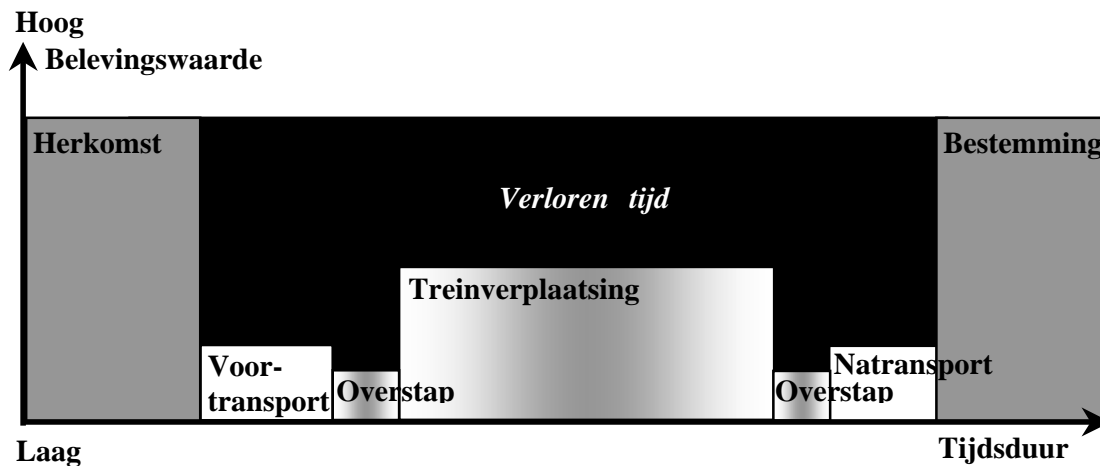 Hoog
Belevingswaarde
Herkomst
Bestemming
Verloren tijd
Treinverplaatsing
Voor-
transport
Overstap
Overstap
Natransport
Laag
Tijdsduur